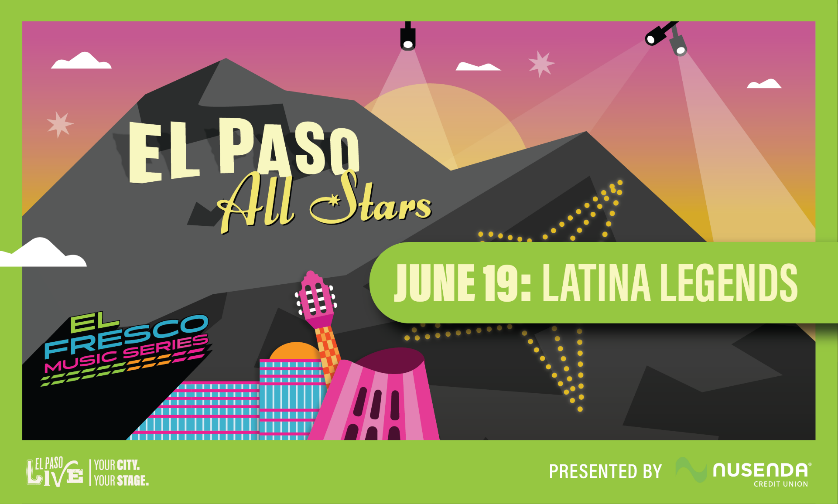 EL PASO
All Stars
JUNE 19: LATINA LEGENDS
EL
FRESCO
MUSIC SERIES
EL PASO
LIVE
YOUR CITY.
YOUR STAGE.
PRESENTED BY
NUSENDA®
CREDIT UNION